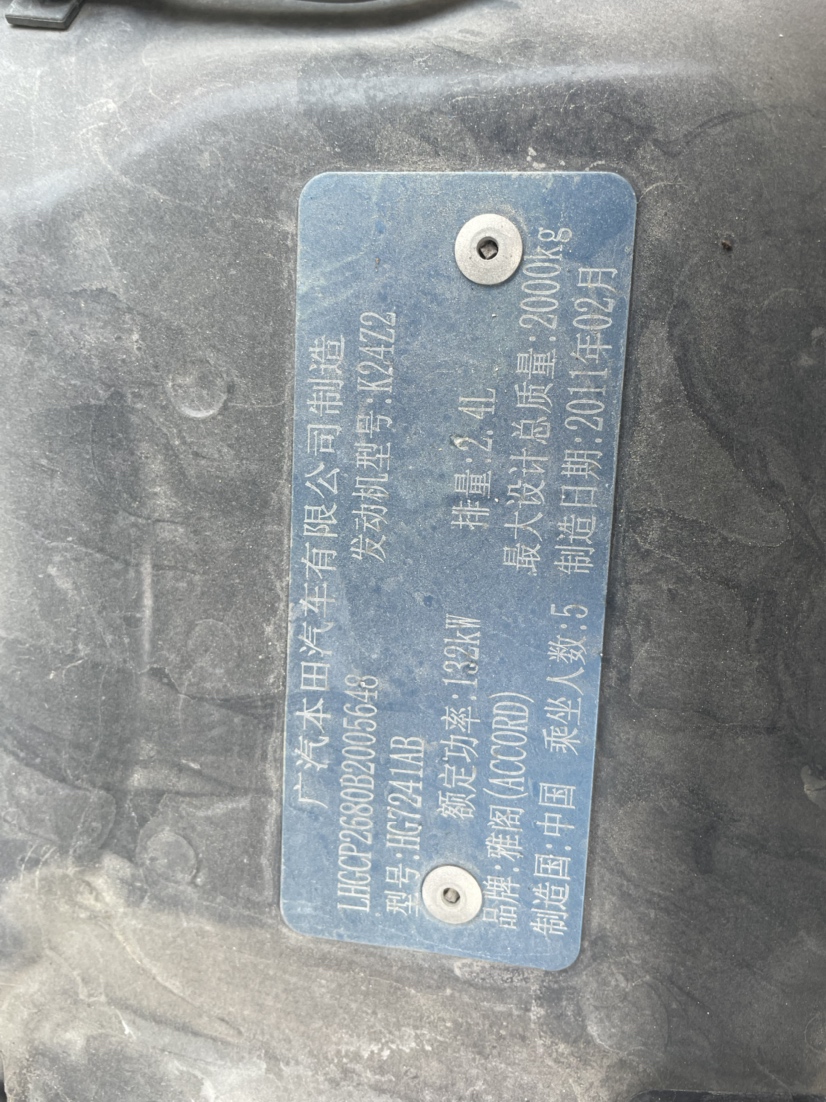 广汽本田汽车有限公司制造
LHGCP2680B2005648
型号:HG7241AB 发动机型号:K24Z2
额定功率:132kW 排量:2.4L
品牌:雅阁(ACCORD) 最大设计总质量:2000kg
制造国:中国 乘坐人数:5 制造日期:2011年02月